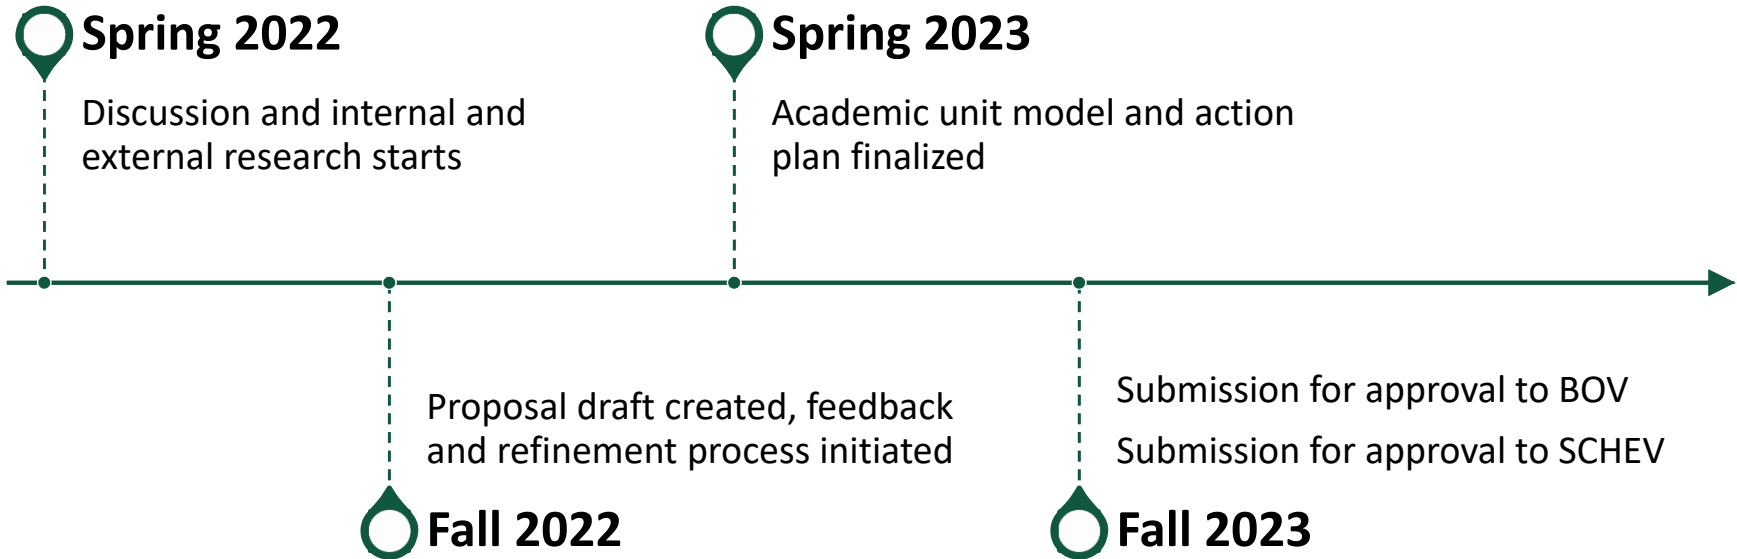 Spring 2022
Discussion and internal and
external research starts
Spring 2023
Academic unit model and action
plan finalized
Proposal draft created, feedback
and refinement process initiated
Fall 2022
Submission for approval to BOV
Submission for approval to SCHEV
Fall 2023